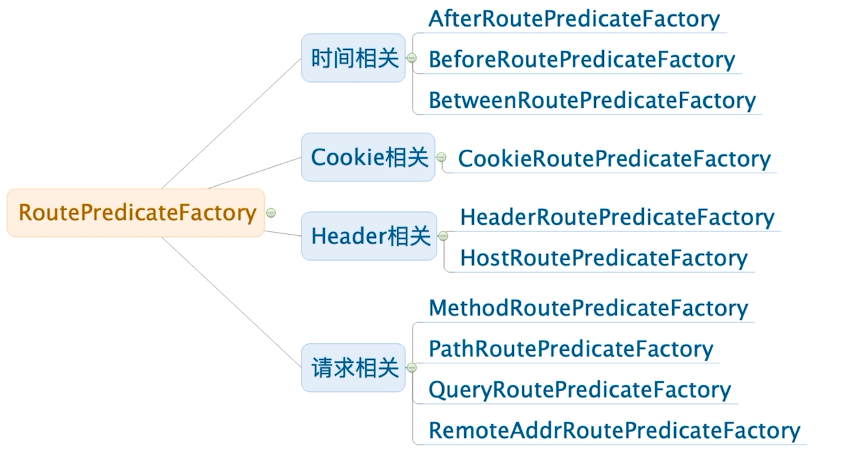 RoutePredicateFactory
时间相关
AfterRoutePredicateFactory
BeforeRoutePredicateFactory
BetweenRoutePredicateFactory
Cookie相关
CookieRoutePredicateFactory
Header相关
HeaderRoutePredicateFactory
HostRoutePredicateFactory
请求相关
MethodRoutePredicateFactory
PathRoutePredicateFactory
QueryRoutePredicateFactory
RemoteAddrRoutePredicateFactory